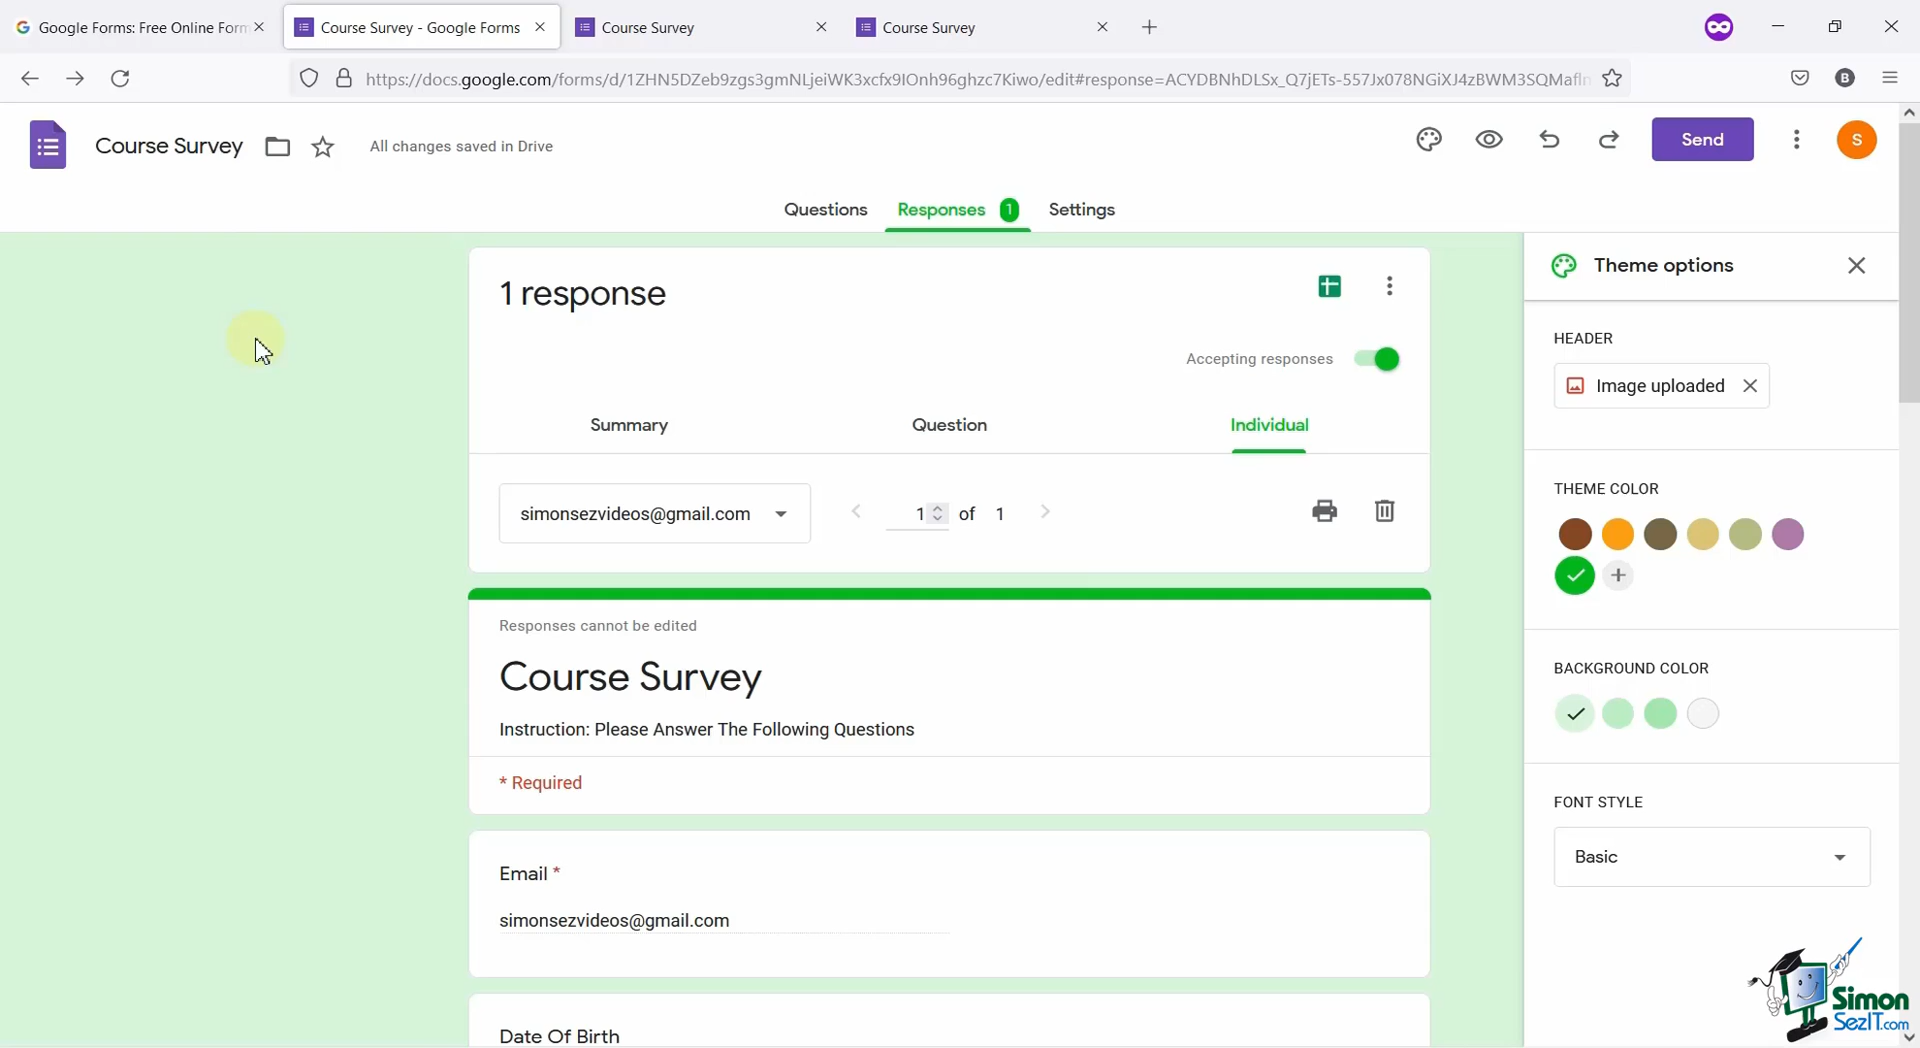 Google Forms: Free Online Form
Course Survey - Google Forms
Course Survey
Course Survey
https://docs.google.com/forms/d/1ZHN5DZeb9zgs3gmNLjeiWK3xcfx9IOnh96ghzc7Kiwo/edit#response=ACYDBNhDLSx_Q7jETs-557Jx078NGiXJ4zBWM3SQMafIn
B
Course Survey
All changes saved in Drive
Send
S
Questions
Responses 1
Settings
1 response
Accepting responses
Summary
Question
Individual
simonsezvideos@gmail.com
1 of 1
Responses cannot be edited
Course Survey
Instruction: Please Answer The Following Questions
* Required
Email *
simonsezvideos@gmail.com
Date Of Birth
Theme options
HEADER
Image uploaded
THEME COLOR
BACKGROUND COLOR
FONT STYLE
Basic
Simon
SezIT.com